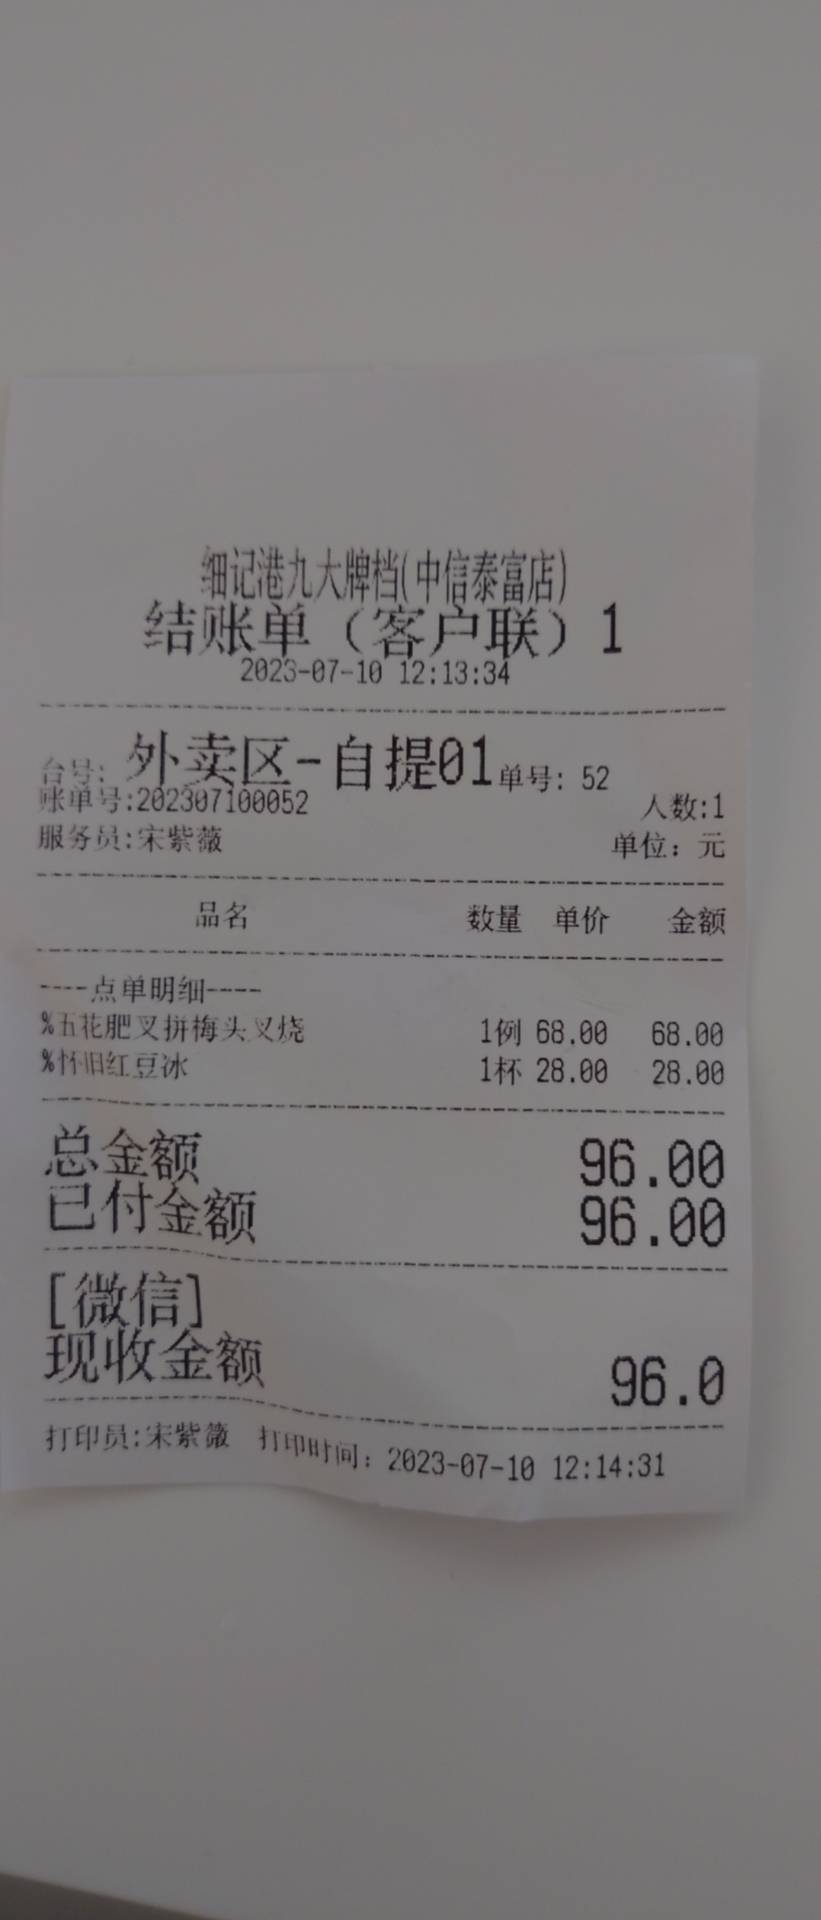 细记港九大牌档(中信泰富店)
结账单（客户联）1
2023-07-10 12:13:34
台号: 外卖区-自提01 单号: 52
账单号:202307100052 人数:1
服务员:宋紫薇 单位：元
品名 数量 单价 金额
----点单明细----
%五花肥叉拼梅头叉烧 1例 68.00 68.00
%怀旧红豆冰 1杯 28.00 28.00
总金额 96.00
已付金额 96.00
[微信]
现收金额 96.0
打印员:宋紫薇 打印时间：2023-07-10 12:14:31